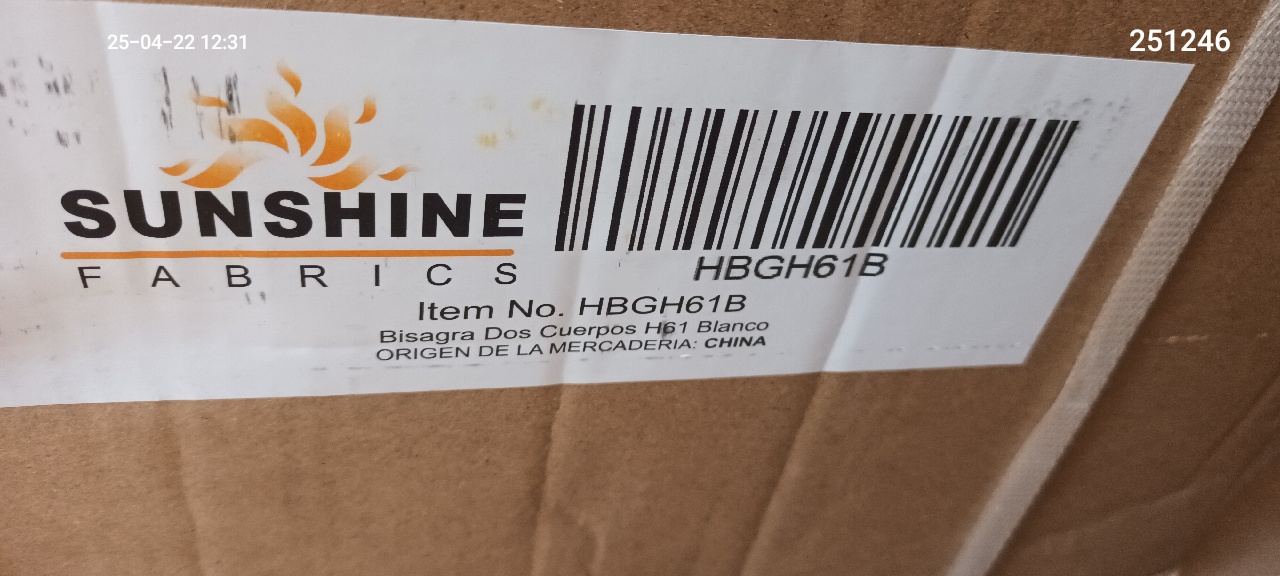 25-04-22 12:31
251246
SUNSHINE
FABRICS
HBGH61B
Item No. HBGH61B
Bisagra Dos Cuerpos H61 Blanco
ORIGEN DE LA MERCADERIA: CHINA